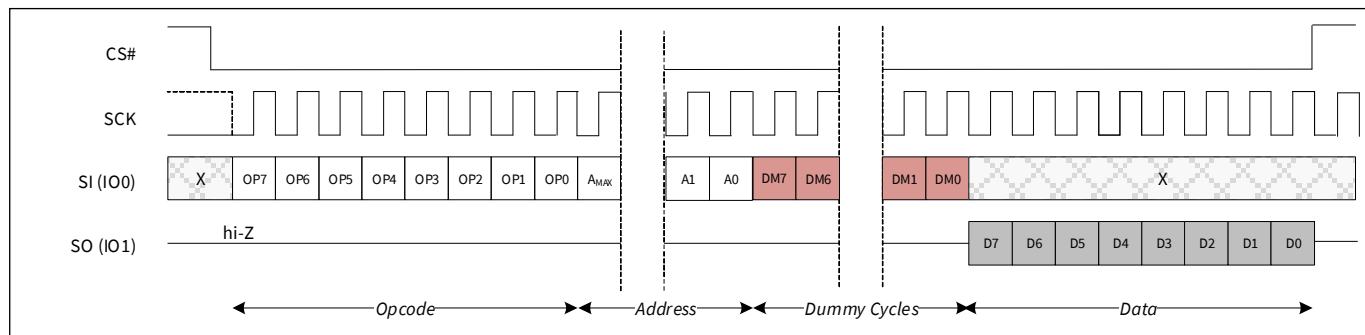 CS#
SCK
SI (IO0) X OP7 OP6 OP5 OP4 OP3 OP2 OP1 OP0 AMAX A1 A0 DM7 DM6 DM1 DM0 X
hi-Z
SO (IO1) D7 D6 D5 D4 D3 D2 D1 D0
Opcode Address Dummy Cycles Data